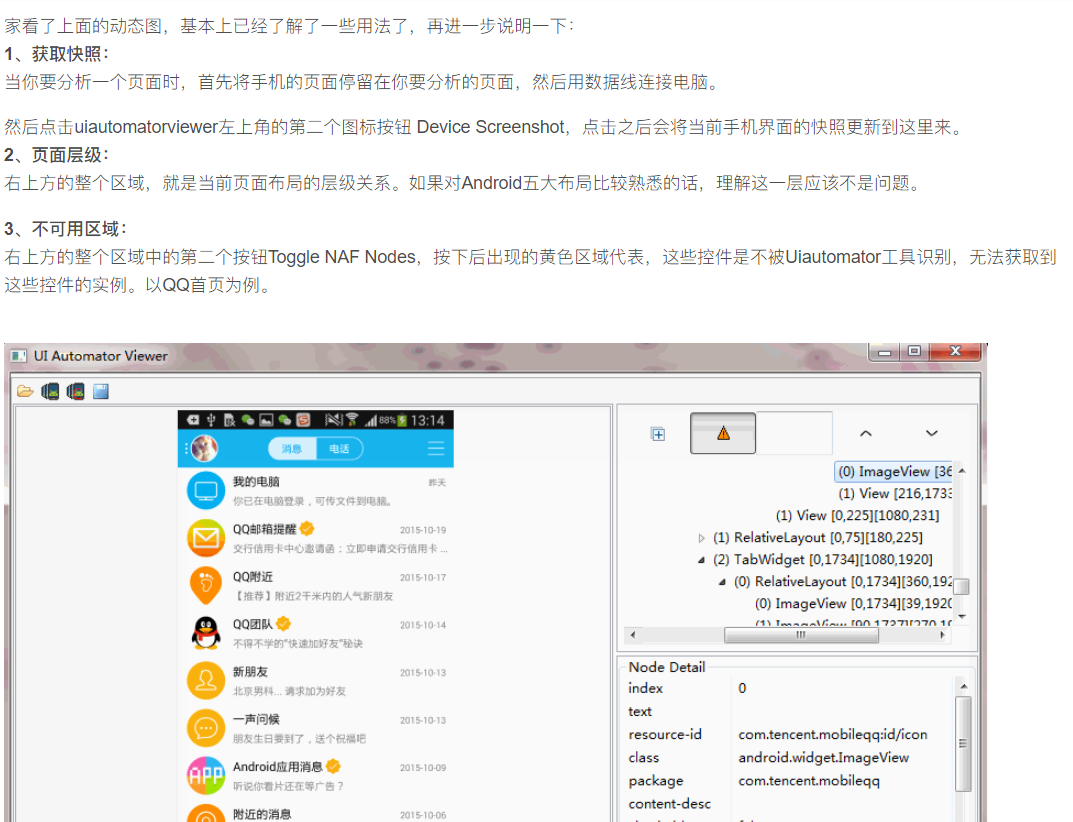 家看了上面的动态图，基本上已经了解了一些用法了，再进一步说明一下：
1、获取快照：
当你要分析一个页面时，首先将手机的页面停留在你要分析的页面，然后用数据线连接电脑。
然后点击uiautomatorviewer左上角的第二个图标按钮 Device Screenshot，点击之后会将当前手机界面的快照更新到这里来。
2、页面层级：
右上方的整个区域，就是当前页面布局的层级关系。如果对Android五大布局比较熟悉的话，理解这一层应该不是问题。
3、不可用区域：
右上方的整个区域中的第二个按钮Toggle NAF Nodes，按下后出现的黄色区域代表，这些控件是不被Uiautomator工具识别，无法获取到
这些控件的实例。以QQ首页为例。
UI Automator Viewer
88% 13:14
消息 电话
我的电脑 昨天
你已在电脑登录，可传文件到电脑。
QQ邮箱提醒 2015-10-19
交行信用卡中心邀请函：立即申请交行信用卡 ...
QQ附近 2015-10-17
【推荐】附近2千米内的人气新朋友
QQ团队 2015-10-14
不得不学的“快速加好友”秘诀
新朋友 2015-10-13
北京男科... 请求加为好友
一声问候 2015-10-13
朋友生日要到了，送个祝福吧
APP
Android应用消息 2015-10-09
听说你看片还在等广告？
附近的消息 2015-10-06
(0) ImageView [36
(1) View [216,1733
(1) View [0,225][1080,231]
(1) RelativeLayout [0,75][180,225]
(2) TabWidget [0,1734][1080,1920]
(0) RelativeLayout [0,1734][360,192
(0) ImageView [0,1734][39,1920
(1) ImageView [90,1737][270,19
Node Detail
index 0
text
resource-id com.tencent.mobileqq:id/icon
class android.widget.ImageView
package com.tencent.mobileqq
content-desc